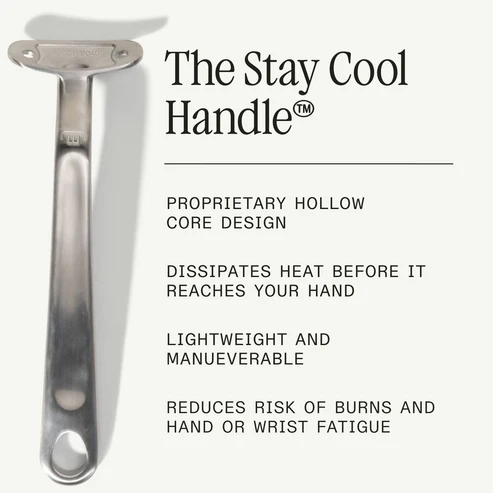 The Stay Cool
Handle™
PROPRIETARY HOLLOW
CORE DESIGN
DISSIPATES HEAT BEFORE IT
REACHES YOUR HAND
LIGHTWEIGHT AND
MANUEVERABLE
REDUCES RISK OF BURNS AND
HAND OR WRIST FATIGUE